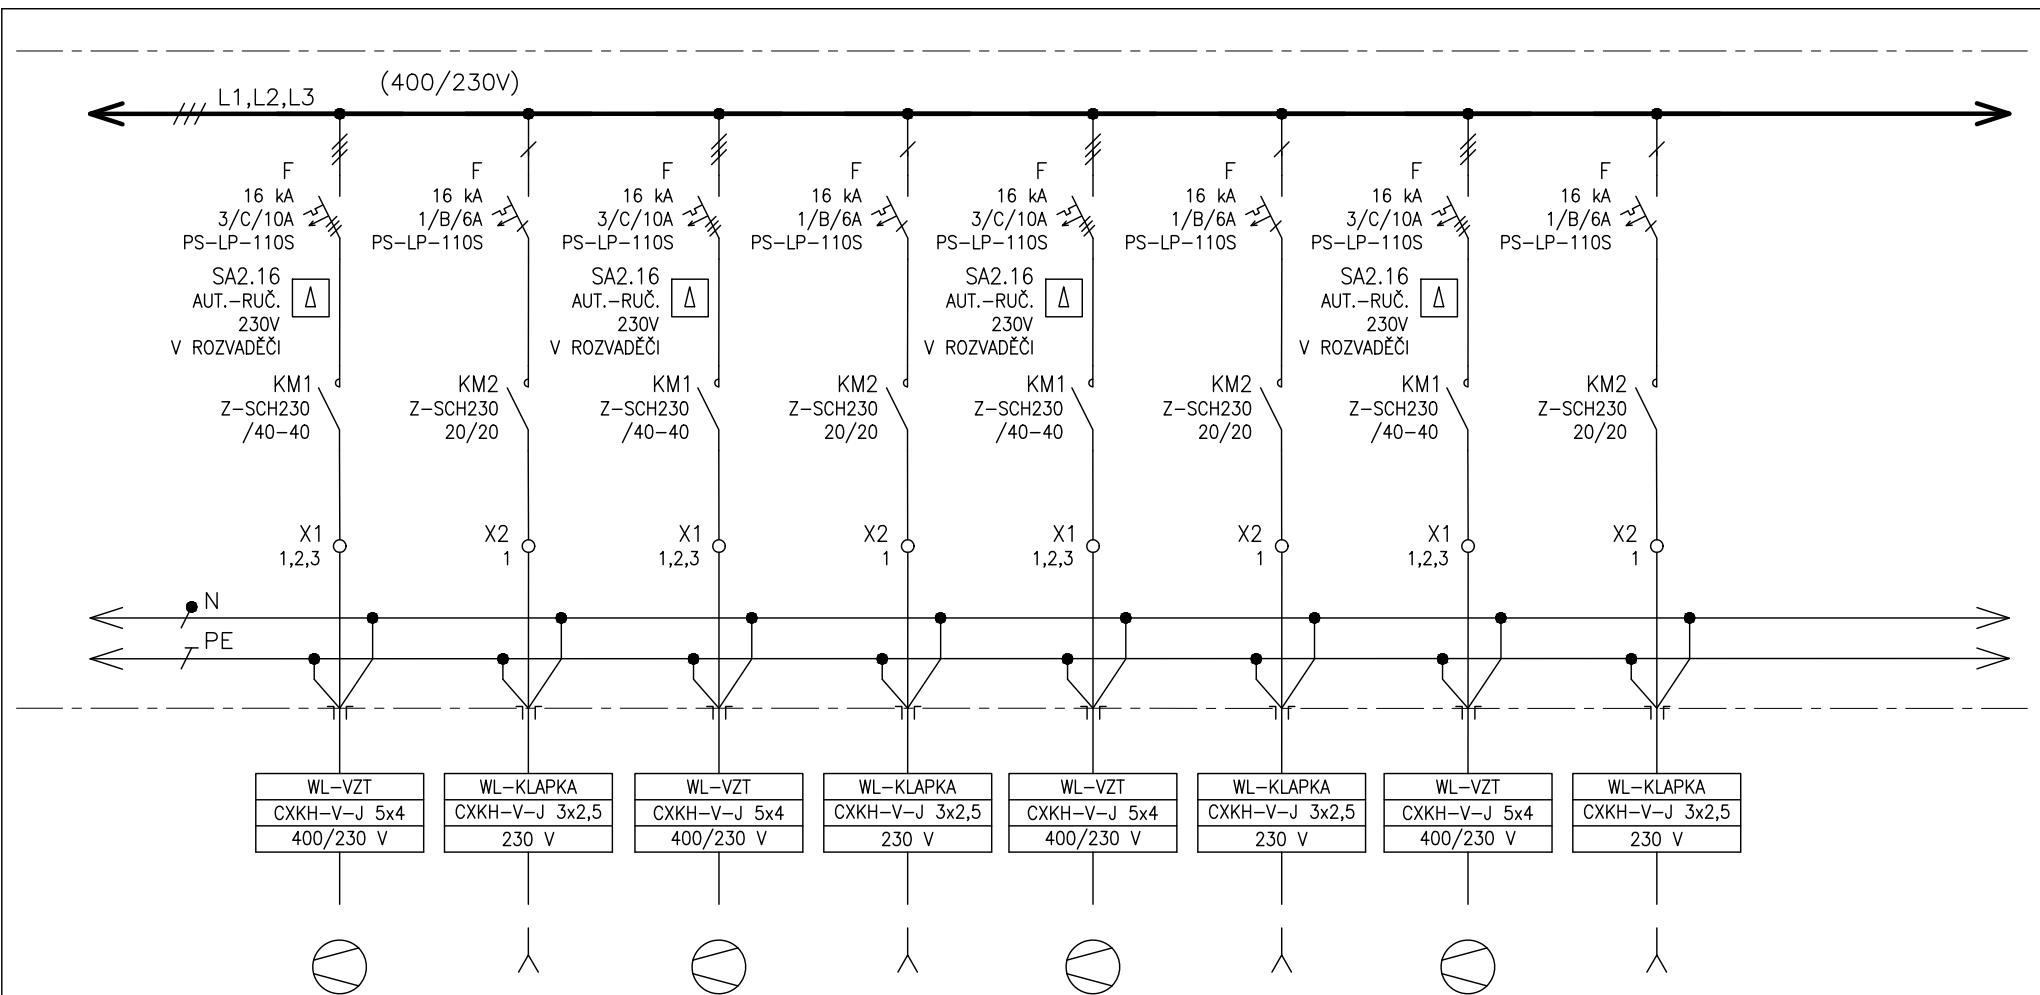 (400/230V)
L1,L2,L3
F
16 kA
3/C/10A
PS-LP-110S
SA2.16
AUT.-RUČ.
230V
V ROZVADĚČI
KM1
Z-SCH230
/40-40
X1
1,2,3
F
16 kA
1/B/6A
PS-LP-110S
KM2
Z-SCH230
20/20
X2
1
F
16 kA
3/C/10A
PS-LP-110S
SA2.16
AUT.-RUČ.
230V
V ROZVADĚČI
KM1
Z-SCH230
/40-40
X1
1,2,3
F
16 kA
1/B/6A
PS-LP-110S
KM2
Z-SCH230
20/20
X2
1
F
16 kA
3/C/10A
PS-LP-110S
SA2.16
AUT.-RUČ.
230V
V ROZVADĚČI
KM1
Z-SCH230
/40-40
X1
1,2,3
F
16 kA
1/B/6A
PS-LP-110S
KM2
Z-SCH230
20/20
X2
1
F
16 kA
3/C/10A
PS-LP-110S
SA2.16
AUT.-RUČ.
230V
V ROZVADĚČI
KM1
Z-SCH230
/40-40
X1
1,2,3
F
16 kA
1/B/6A
PS-LP-110S
KM2
Z-SCH230
20/20
X2
1
N
PE
WL-VZT
CXKH-V-J 5x4
400/230 V
WL-KLAPKA
CXKH-V-J 3x2,5
230 V
WL-VZT
CXKH-V-J 5x4
400/230 V
WL-KLAPKA
CXKH-V-J 3x2,5
230 V
WL-VZT
CXKH-V-J 5x4
400/230 V
WL-KLAPKA
CXKH-V-J 3x2,5
230 V
WL-VZT
CXKH-V-J 5x4
400/230 V
WL-KLAPKA
CXKH-V-J 3x2,5
230 V